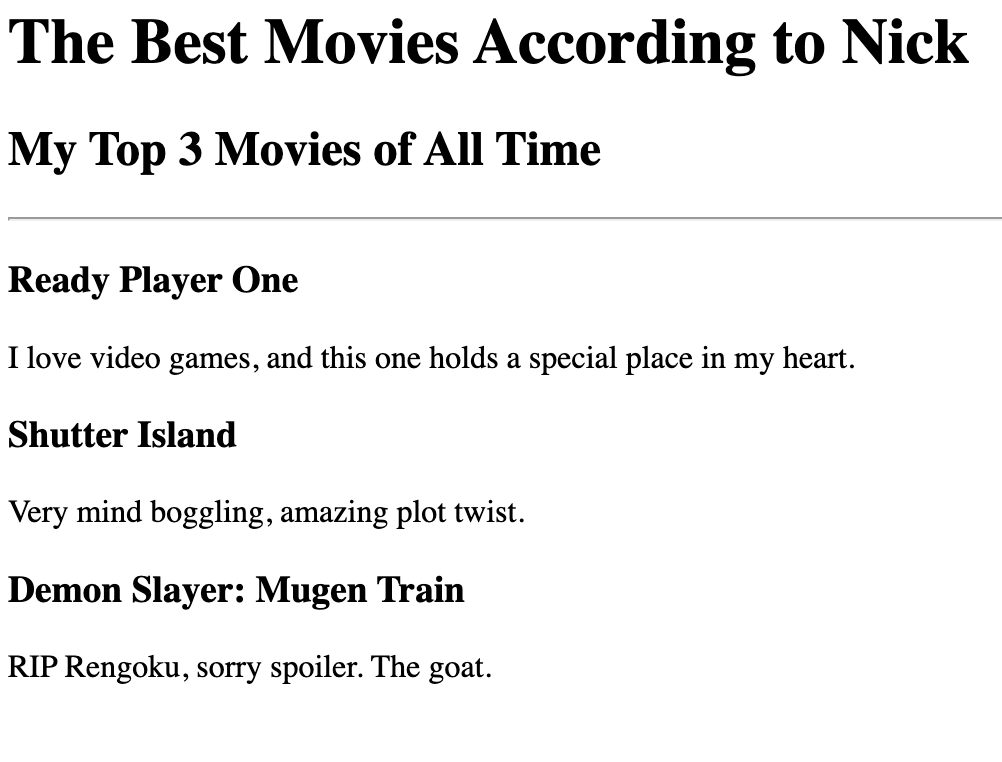 The Best Movies According to Nick
My Top 3 Movies of All Time
Ready Player One
I love video games, and this one holds a special place in my heart.
Shutter Island
Very mind boggling, amazing plot twist.
Demon Slayer: Mugen Train
RIP Rengoku, sorry spoiler. The goat.